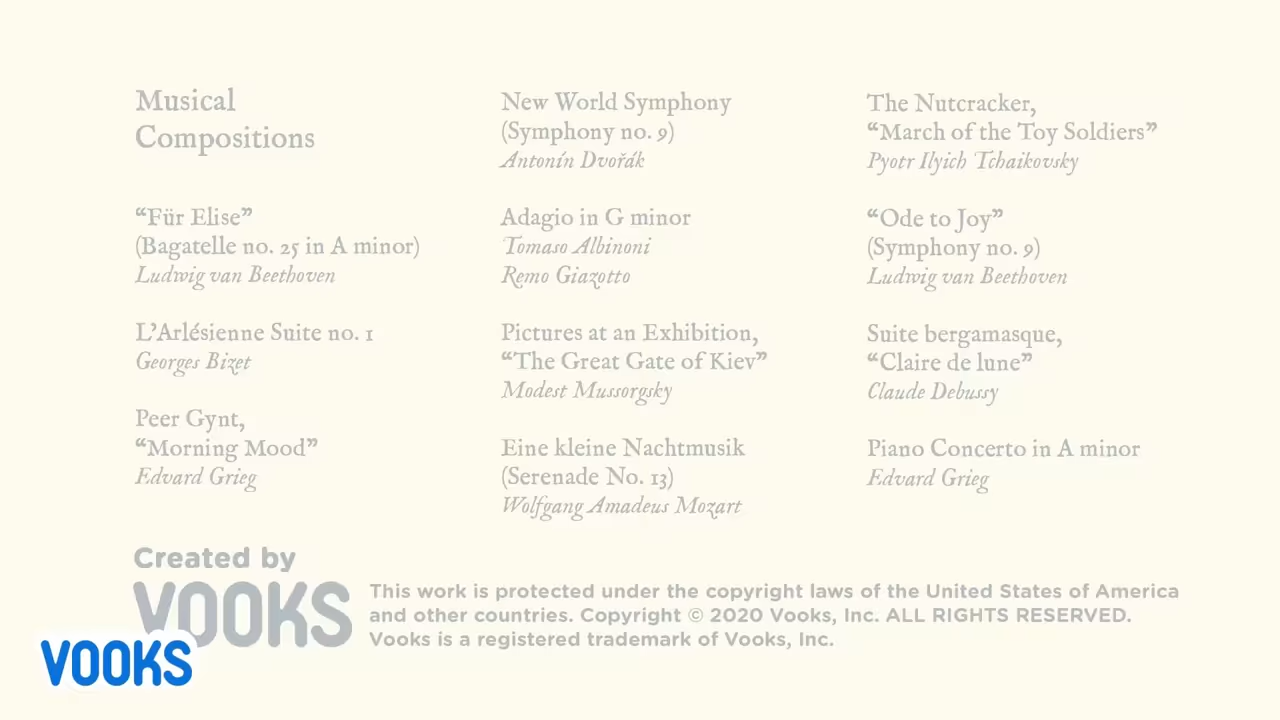 Musical
Compositions
“Für Elise”
(Bagatelle no. 25 in A minor)
Ludwig van Beethoven
L’Arlésienne Suite no. 1
Georges Bizet
Peer Gynt,
“Morning Mood”
Edvard Grieg
New World Symphony
(Symphony no. 9)
Antonín Dvořák
Adagio in G minor
Tomaso Albinoni
Remo Giazotto
Pictures at an Exhibition,
“The Great Gate of Kiev”
Modest Mussorgsky
Eine kleine Nachtmusik
(Serenade No. 13)
Wolfgang Amadeus Mozart
The Nutcracker,
“March of the Toy Soldiers”
Pyotr Ilyich Tchaikovsky
“Ode to Joy”
(Symphony no. 9)
Ludwig van Beethoven
Suite bergamasque,
“Claire de lune”
Claude Debussy
Piano Concerto in A minor
Edvard Grieg
Created by
VOOKS
This work is protected under the copyright laws of the United States of America
and other countries. Copyright © 2020 Vooks, Inc. ALL RIGHTS RESERVED.
Vooks is a registered trademark of Vooks, Inc.
VOOKS